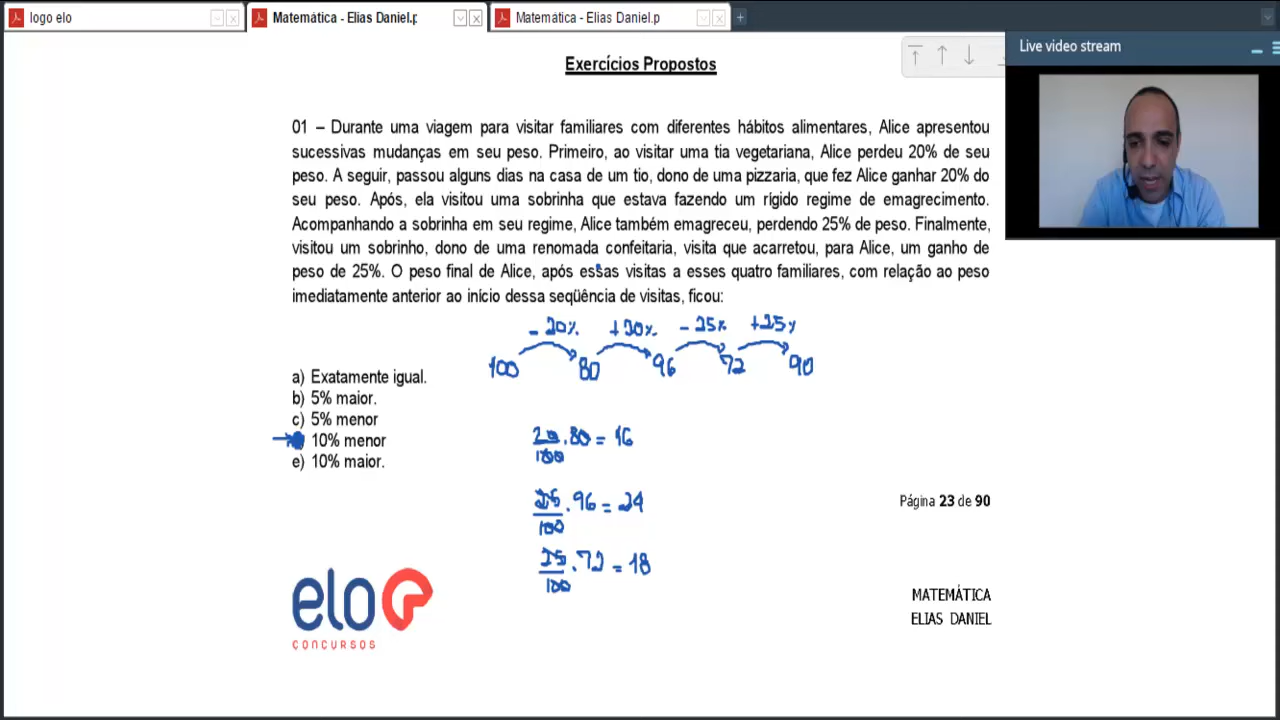 logo elo
Matemática - Elias Daniel.p
Matemática - Elias Daniel.p
Live video stream
Exercícios Propostos
01 – Durante uma viagem para visitar familiares com diferentes hábitos alimentares, Alice apresentou
sucessivas mudanças em seu peso. Primeiro, ao visitar uma tia vegetariana, Alice perdeu 20% de seu
peso. A seguir, passou alguns dias na casa de um tio, dono de uma pizzaria, que fez Alice ganhar 20% do
seu peso. Após, ela visitou uma sobrinha que estava fazendo um rígido regime de emagrecimento.
Acompanhando a sobrinha em seu regime, Alice também emagreceu, perdendo 25% de peso. Finalmente,
visitou um sobrinho, dono de uma renomada confeitaria, visita que acarretou, para Alice, um ganho de
peso de 25%. O peso final de Alice, após essas visitas a esses quatro familiares, com relação ao peso
imediatamente anterior ao início dessa seqüência de visitas, ficou:
- 20% +20% - 25% +25%
100 80 96 72 90
a) Exatamente igual.
b) 5% maior.
c) 5% menor
10% menor
e) 10% maior.
20/100 . 80 = 16
25/100 . 96 = 24
25/100 . 72 = 18
Página 23 de 90
elo
CONCURSOS
MATEMÁTICA
ELIAS DANIEL